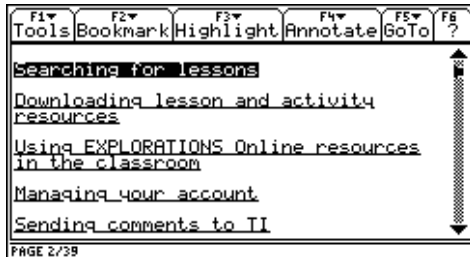 F1▼ F2▼ F3▼ F4▼ F5▼ F6
Tools Bookmark Highlight Annotate GoTo ?
Searching for lessons
Downloading lesson and activity
resources
Using EXPLORATIONS Online resources
in the classroom
Managing your account
Sending comments to TI
PAGE 2/39